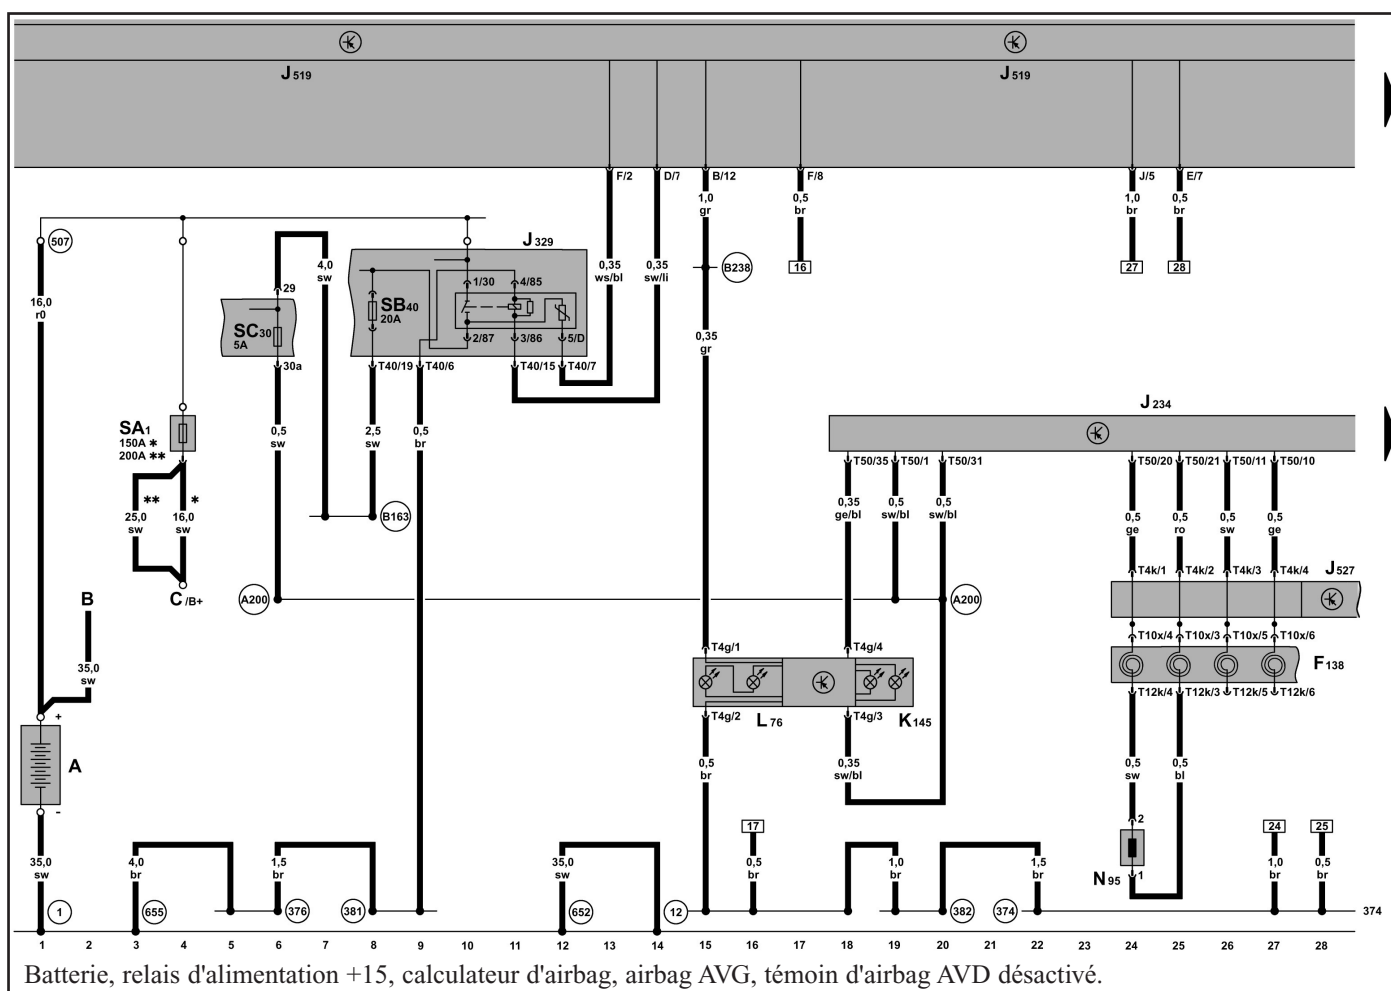 J 519
J 519
F/2 D/7 B/12 F/8 J/5 E/7
1,0 gr
0,5 br
1,0 br
0,5 br
507
J 329
B238
16
27
28
4,0 sw
0,35 ws/bl
0,35 sw/li
29
1/30 4/85
16,0 r0
SC30 5A
SB40 20A
2/87 3/86 5/D
0,35 gr
30a
T40/19 T40/6 T40/15 T40/7
J 234
SA1
150A *
200A **
0,5 sw
2,5 sw
0,5 br
T50/35 T50/1 T50/31 T50/20 T50/21 T50/11 T50/10
** *
25,0 sw
16,0 sw
B163
0,35 ge/bl
0,5 sw/bl
0,5 sw/bl
0,5 ge
0,5 ro
0,5 sw
0,5 ge
T4k/1 T4k/2 T4k/3 T4k/4
J 527
B
C /B+
A200
A200
T10x/4 T10x/3 T10x/5 T10x/6
35,0 sw
T4g/1 T4g/4
F138
T12k/4 T12k/3 T12k/5 T12k/6
+
T4g/2 L 76 T4g/3 K145
A
0,5 br
0,35 sw/bl
0,5 sw
0,5 bl
-
2
17
24
25
35,0 sw
4,0 br
1,5 br
35,0 sw
0,5 br
1,0 br
1,5 br
N 95
1
1,0 br
0,5 br
1
655
376
381
652
12
382
374
374
1 2 3 4 5 6 7 8 9 10 11 12 13 14 15 16 17 18 19 20 21 22 23 24 25 26 27 28
Batterie, relais d'alimentation +15, calculateur d'airbag, airbag AVG, témoin d'airbag AVD désactivé.